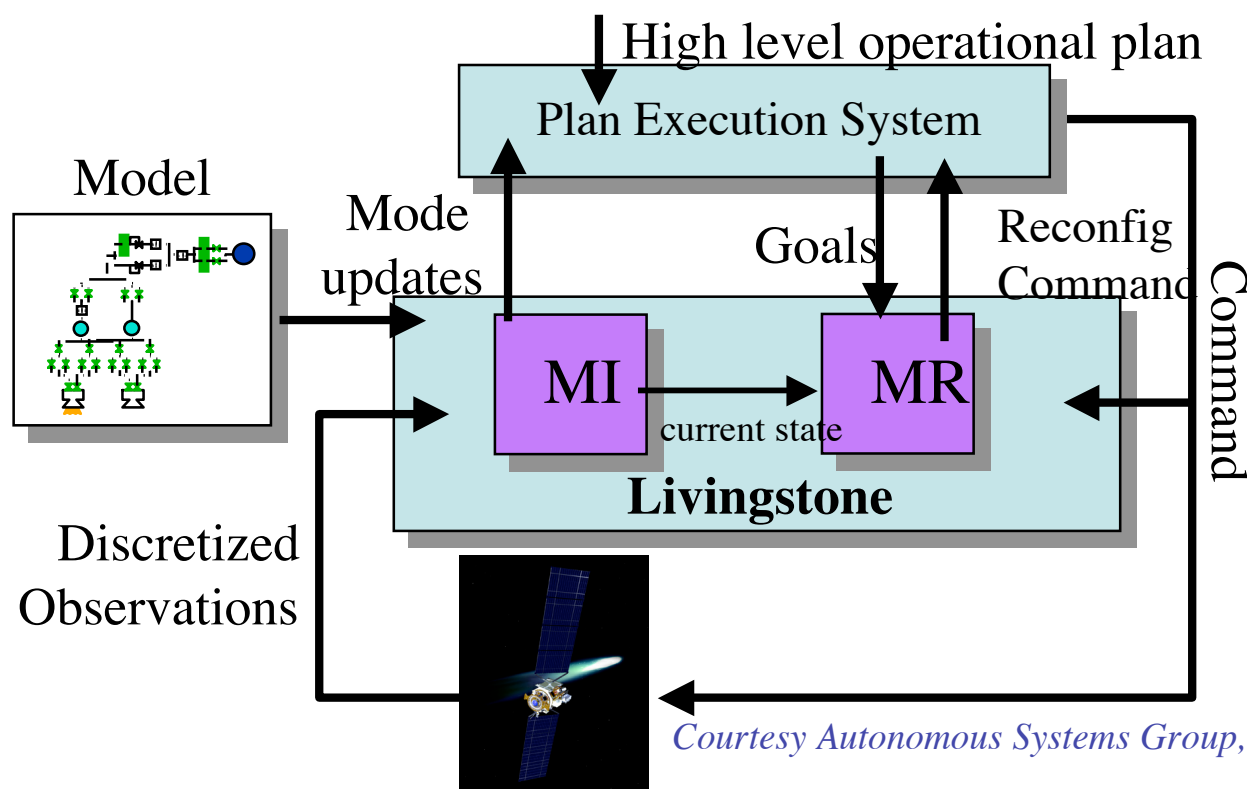 High level operational plan
Plan Execution System
Model
Mode
updates
Goals
Reconfig
Command
Command
MI
MR
current state
Livingstone
Discretized
Observations
Courtesy Autonomous Systems Group,